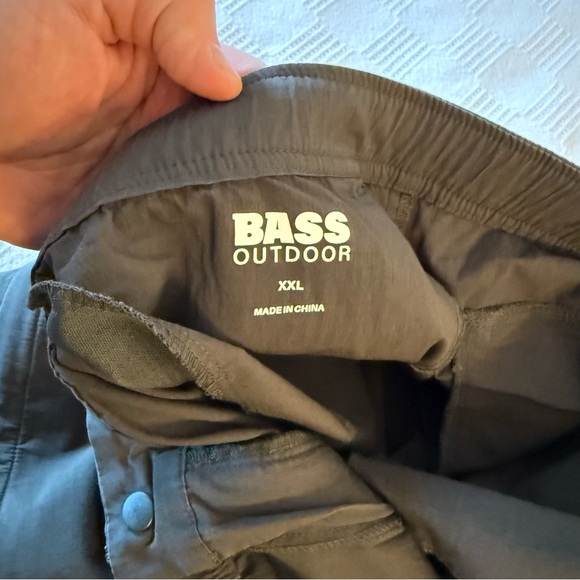 BASS
OUTDOOR
XXL
MADE IN CHINA